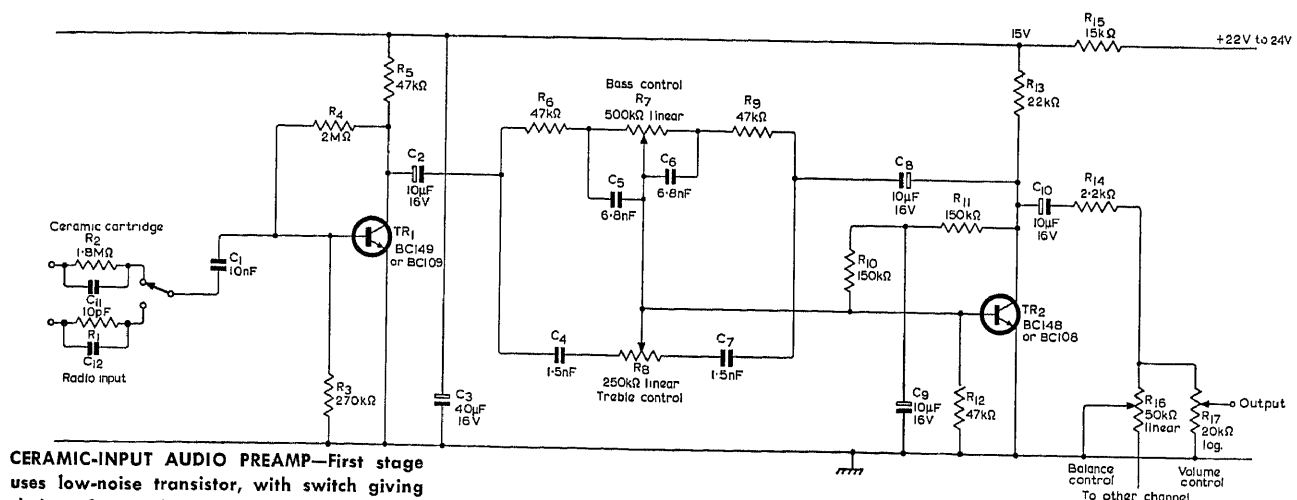 R5
47kΩ
R4
2MΩ
C2
10μF
16V
TR1
BC149
or BC109
Ceramic cartridge
R2
1·8MΩ
C11
10pF
R1
C12
Radio input
C1
10nF
R3
270kΩ
C3
40μF
16V
Bass control
R6
47kΩ
R7
500kΩ linear
R9
47kΩ
C5
6·8nF
C6
6·8nF
C4
1·5nF
R8
250kΩ linear
Treble control
C7
1·5nF
C8
10μF
16V
R10
150kΩ
R11
150kΩ
C9
10μF
16V
R12
47kΩ
15V
R15
15kΩ
+22V to 24V
R13
22kΩ
C10
10μF
16V
R14
2·2kΩ
TR2
BC148
or BC108
R16
50kΩ
linear
R17
20kΩ
log.
Output
Balance
control
Volume
control
To other channel
CERAMIC-INPUT AUDIO PREAMP—First stage
uses low-noise transistor, with switch giving